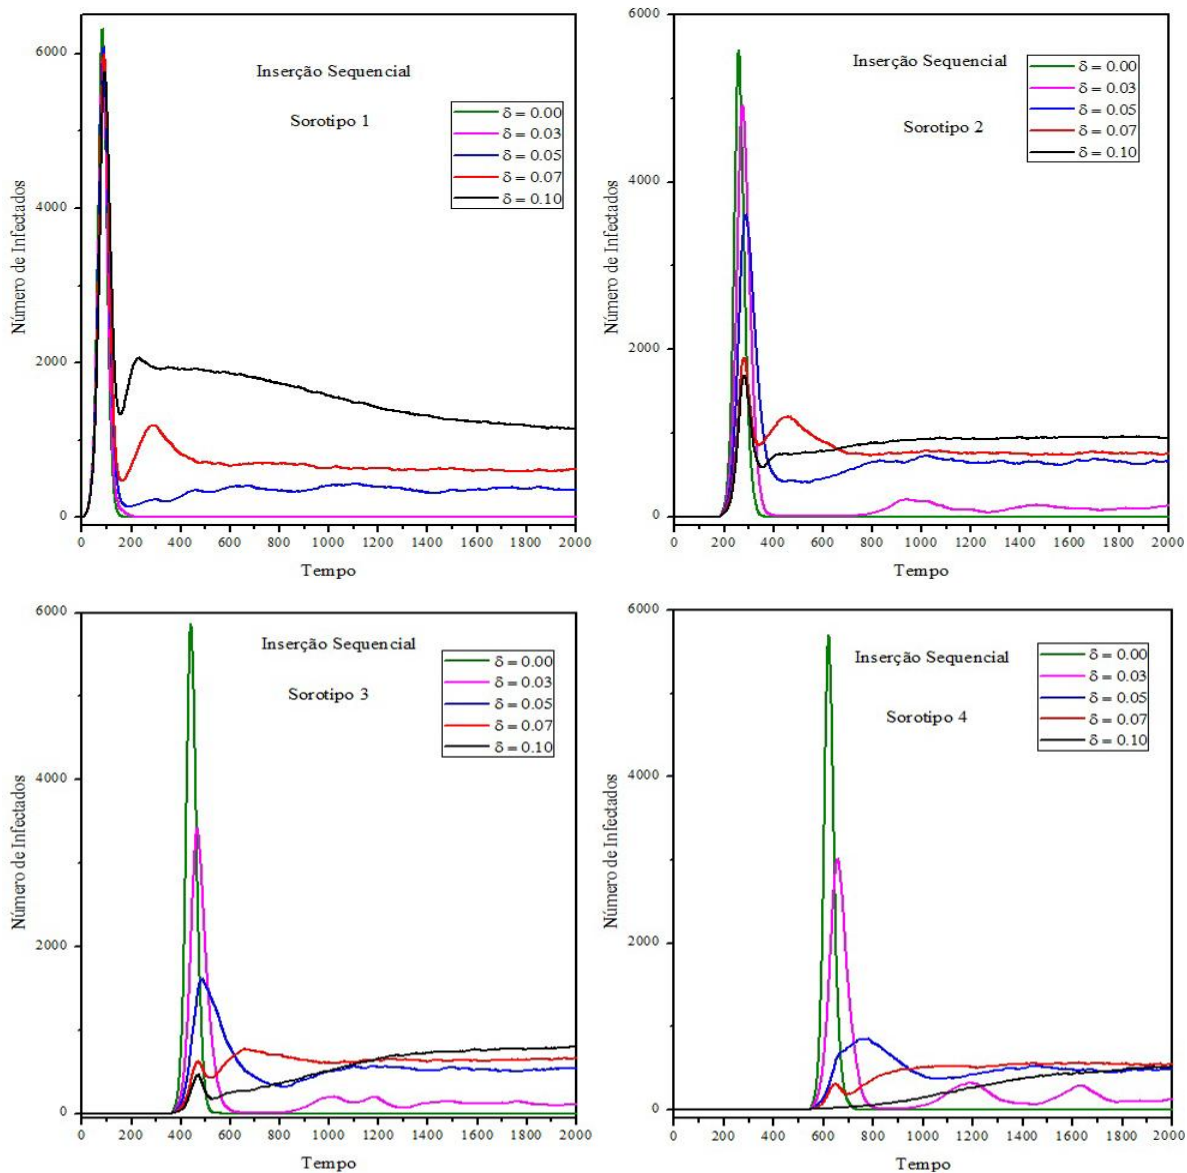 Inserção Sequencial
Sorotipo 1
δ = 0.00
δ = 0.03
δ = 0.05
δ = 0.07
δ = 0.10
Número de Infectados
6000
4000
2000
0
0 200 400 600 800 1000 1200 1400 1600 1800 2000
Tempo
Inserção Sequencial
Sorotipo 2
δ = 0.00
δ = 0.03
δ = 0.05
δ = 0.07
δ = 0.10
Número de Infectados
6000
4000
2000
0
0 200 400 600 800 1000 1200 1400 1600 1800 2000
Tempo
Inserção Sequencial
Sorotipo 3
δ = 0.00
δ = 0.03
δ = 0.05
δ = 0.07
δ = 0.10
Número de Infectados
6000
4000
2000
0
0 200 400 600 800 1000 1200 1400 1600 1800 2000
Tempo
Inserção Sequencial
Sorotipo 4
δ = 0.00
δ = 0.03
δ = 0.05
δ = 0.07
δ = 0.10
Número de Infectados
6000
4000
2000
0
0 200 400 600 800 1000 1200 1400 1600 1800 2000
Tempo